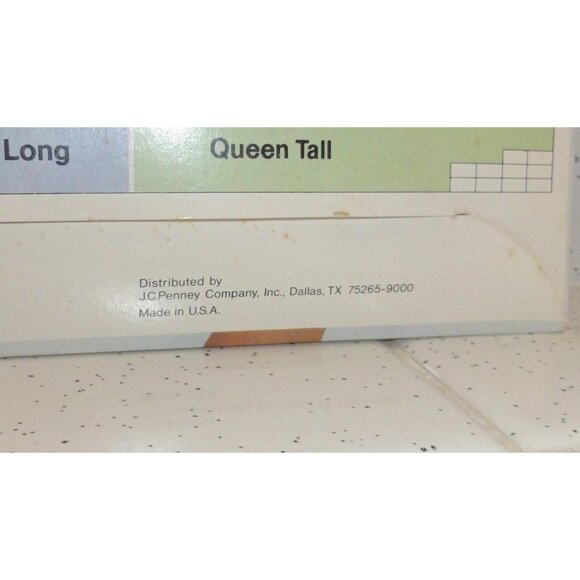 Long
Queen Tall
Distributed by
J.C.Penney Company, Inc., Dallas, TX 75265-9000
Made in U.S.A.